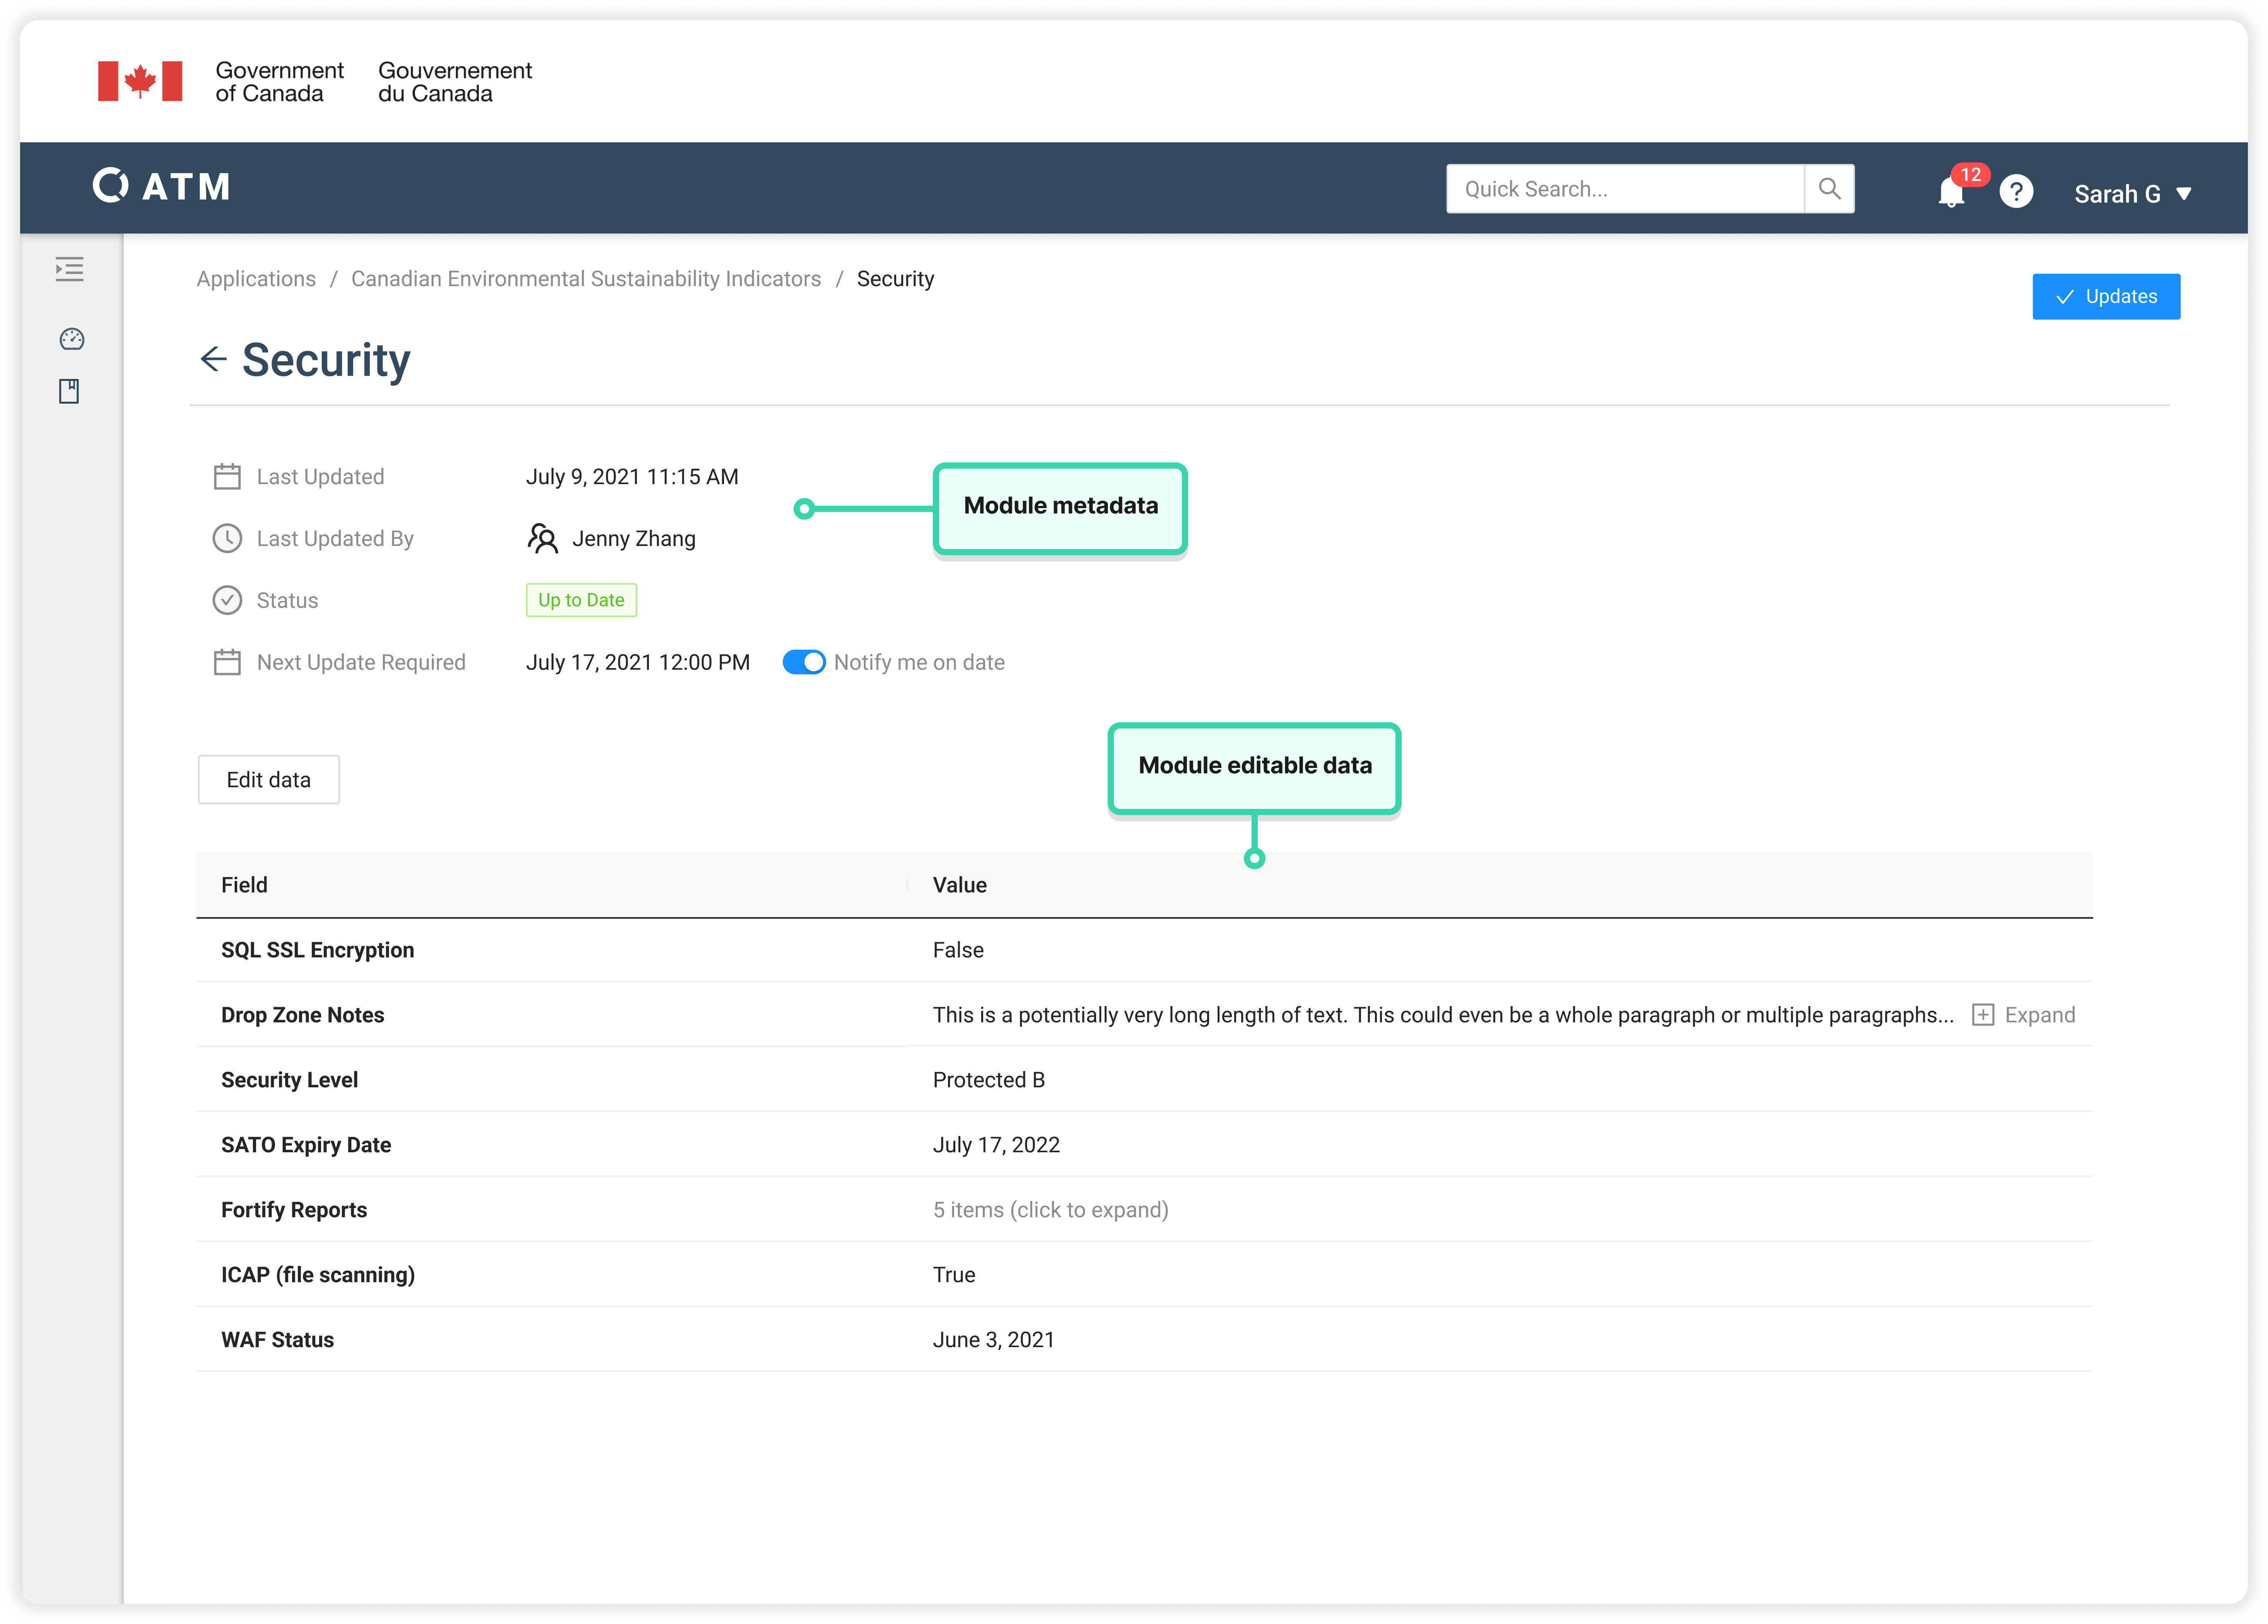 Government of Canada
Gouvernement du Canada
ATM
Quick Search...
12
?
Sarah G
Applications / Canadian Environmental Sustainability Indicators / Security
Updates
Security
Last Updated July 9, 2021 11:15 AM
Module metadata
Last Updated By Jenny Zhang
Status Up to Date
Next Update Required July 17, 2021 12:00 PM Notify me on date
Module editable data
Edit data
Field Value
SQL SSL Encryption False
Drop Zone Notes This is a potentially very long length of text. This could even be a whole paragraph or multiple paragraphs... Expand
Security Level Protected B
SATO Expiry Date July 17, 2022
Fortify Reports 5 items (click to expand)
ICAP (file scanning) True
WAF Status June 3, 2021